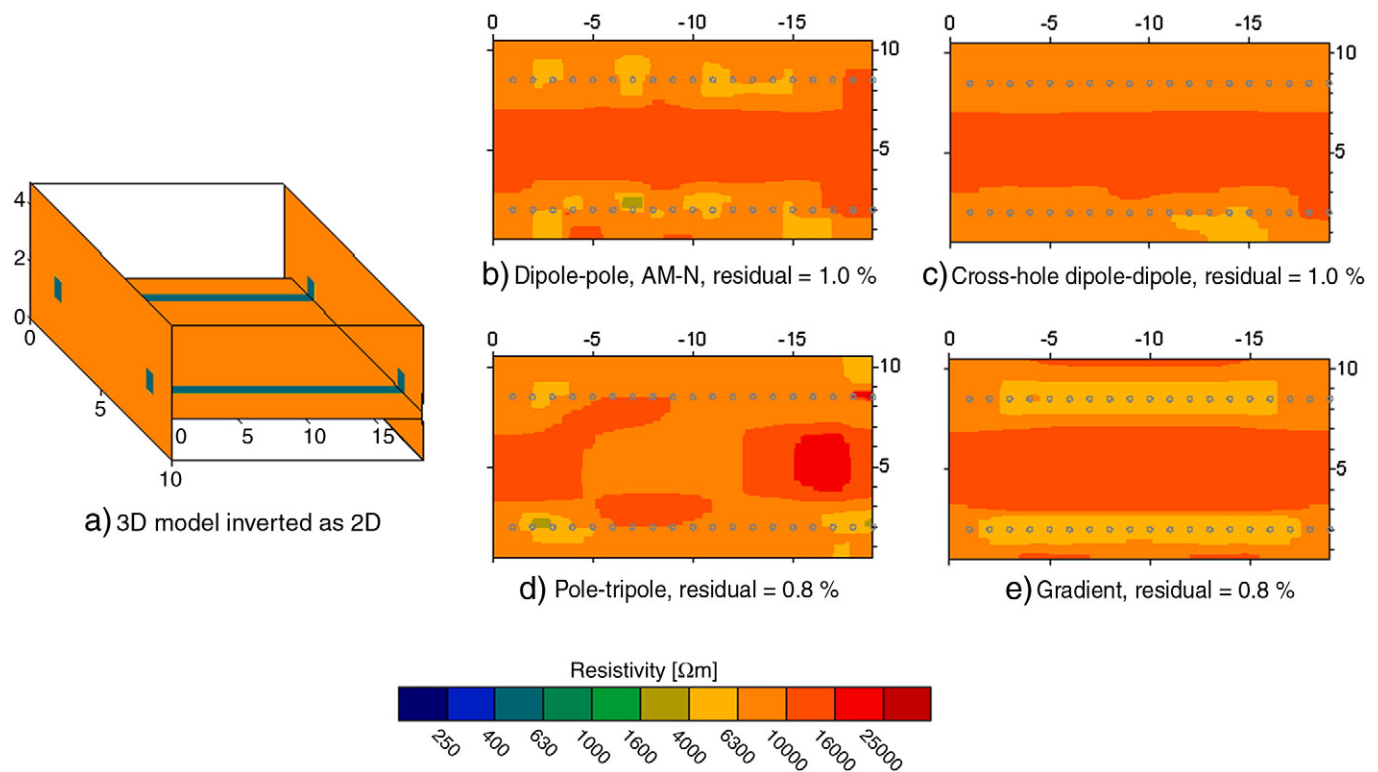 0 -5 -10 -15
10
5
b) Dipole-pole, AM-N, residual = 1.0 %
0 -5 -10 -15
10
5
c) Cross-hole dipole-dipole, residual = 1.0 %
4
2
0
0
5
10
0 5 10 15
a) 3D model inverted as 2D
0 -5 -10 -15
10
5
d) Pole-tripole, residual = 0.8 %
0 -5 -10 -15
10
5
e) Gradient, residual = 0.8 %
Resistivity [Ωm]
250 400 630 1000 1600 4000 6300 10000 16000 25000